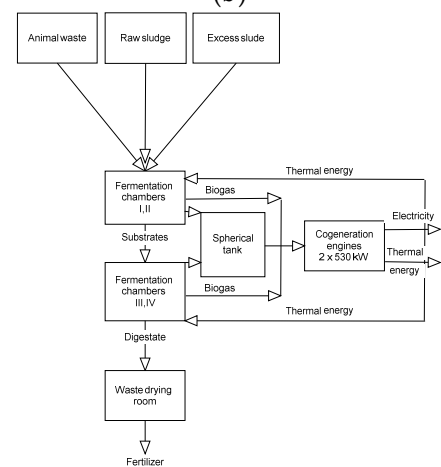 (b)
Animal waste
Raw sludge
Excess slude
Thermal energy
Fermentation
chambers
I, II
Biogas
Electricity
Substrates
Spherical
tank
Cogeneration
engines
2 x 530 kW
Thermal
energy
Fermentation
chambers
III, IV
Biogas
Thermal energy
Digestate
Waste drying
room
Fertilizer